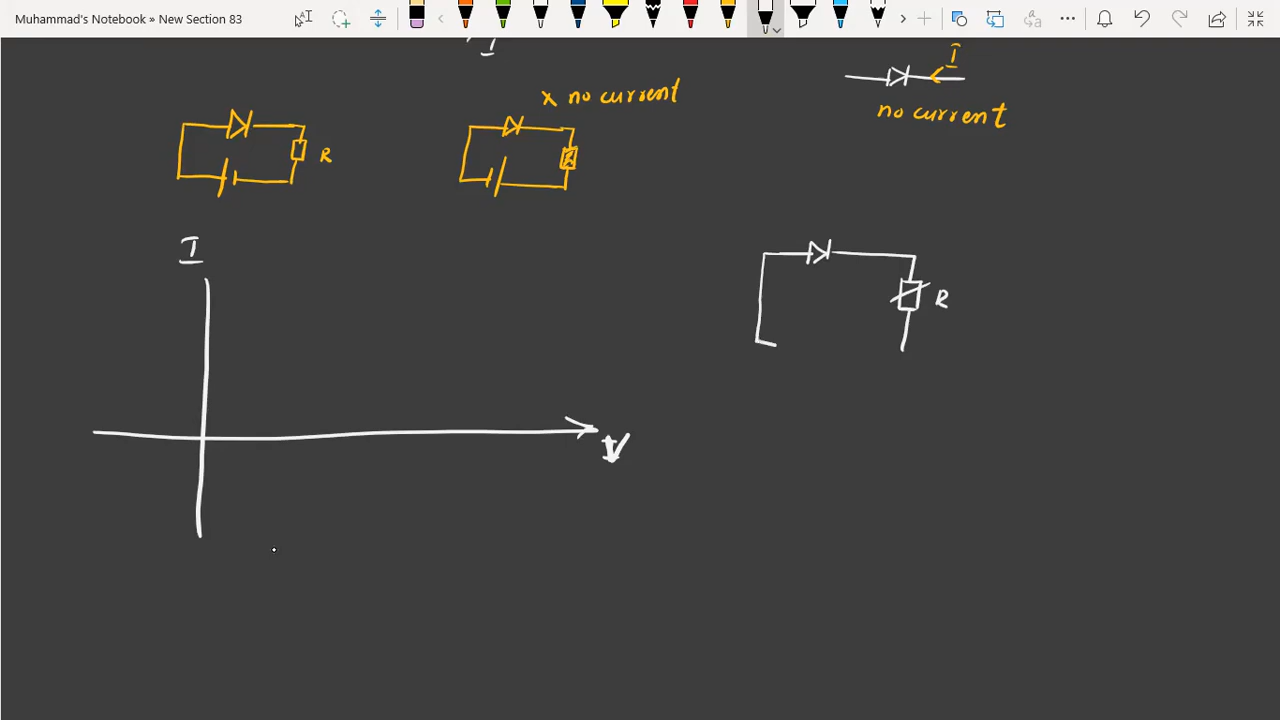 Muhammad's Notebook » New Section 83
I
I
x no current
no current
R
I
R
V